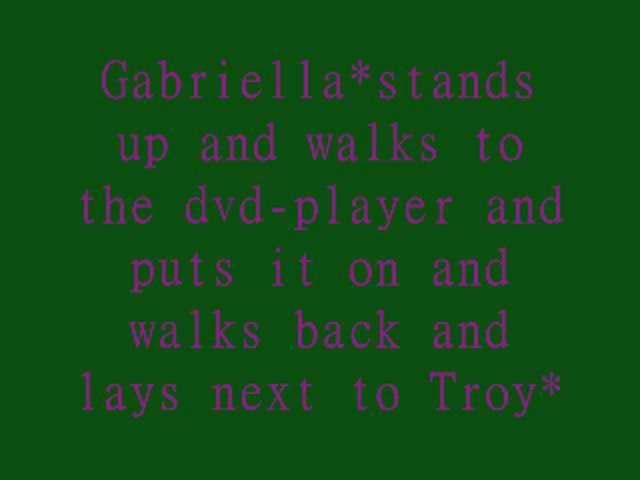 Gabriella*stands
up and walks to
the dvd-player and
puts it on and
walks back and
lays next to Troy*